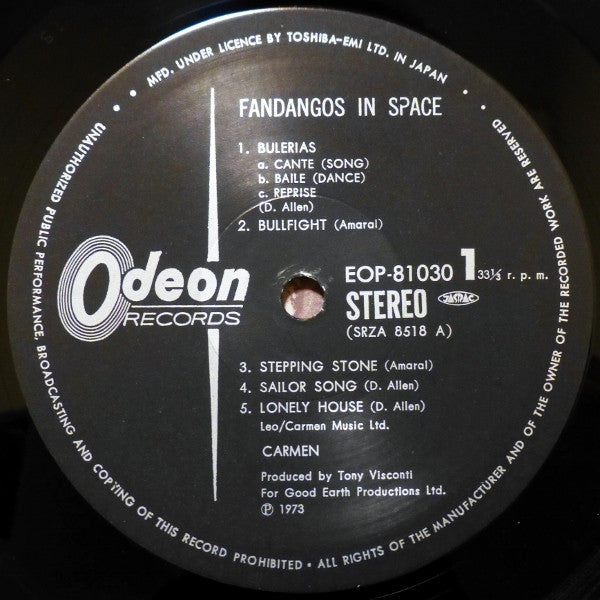 • MFD. UNDER LICENCE BY TOSHIBA-EMI LTD. IN JAPAN •
FANDANGOS IN SPACE
1. BULERIAS
a. CANTE (SONG)
b. BAILE (DANCE)
c. REPRISE
(D. Allen)
2. BULLFIGHT (Amaral)
Odeon
RECORDS
EOP-81030 1 33⅓ r. p. m.
STEREO JASRAC
(SRZA 8518 A)
3. STEPPING STONE (Amaral)
4. SAILOR SONG (D. Allen)
5. LONELY HOUSE (D. Allen)
Leo/Carmen Music Ltd.
CARMEN
Produced by Tony Visconti
For Good Earth Productions Ltd.
Ⓟ 1973
• UNAUTHORIZED PUBLIC PERFORMANCE, BROADCASTING AND COPYING OF THIS RECORD PROHIBITED • ALL RIGHTS OF THE MANUFACTURER AND OF THE OWNER OF THE RECORDED WORK ARE RESERVED •